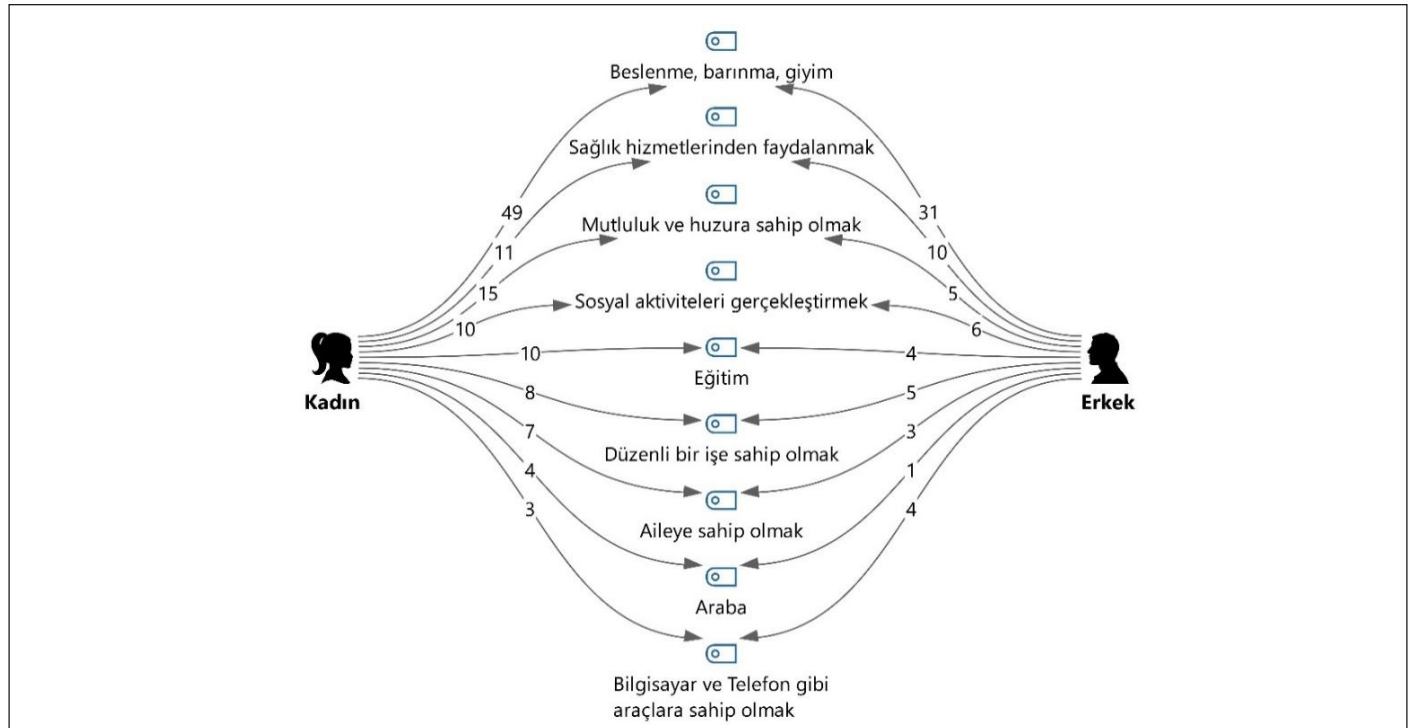 Beslenme, barınma, giyim
Sağlık hizmetlerinden faydalanmak
49
31
Mutluluk ve huzura sahip olmak
11
10
15
5
Sosyal aktiviteleri gerçekleştirmek
10
6
10
4
Eğitim
Kadın
Erkek
8
5
7
3
Düzenli bir işe sahip olmak
4
1
3
4
Aileye sahip olmak
Araba
Bilgisayar ve Telefon gibi
araçlara sahip olmak